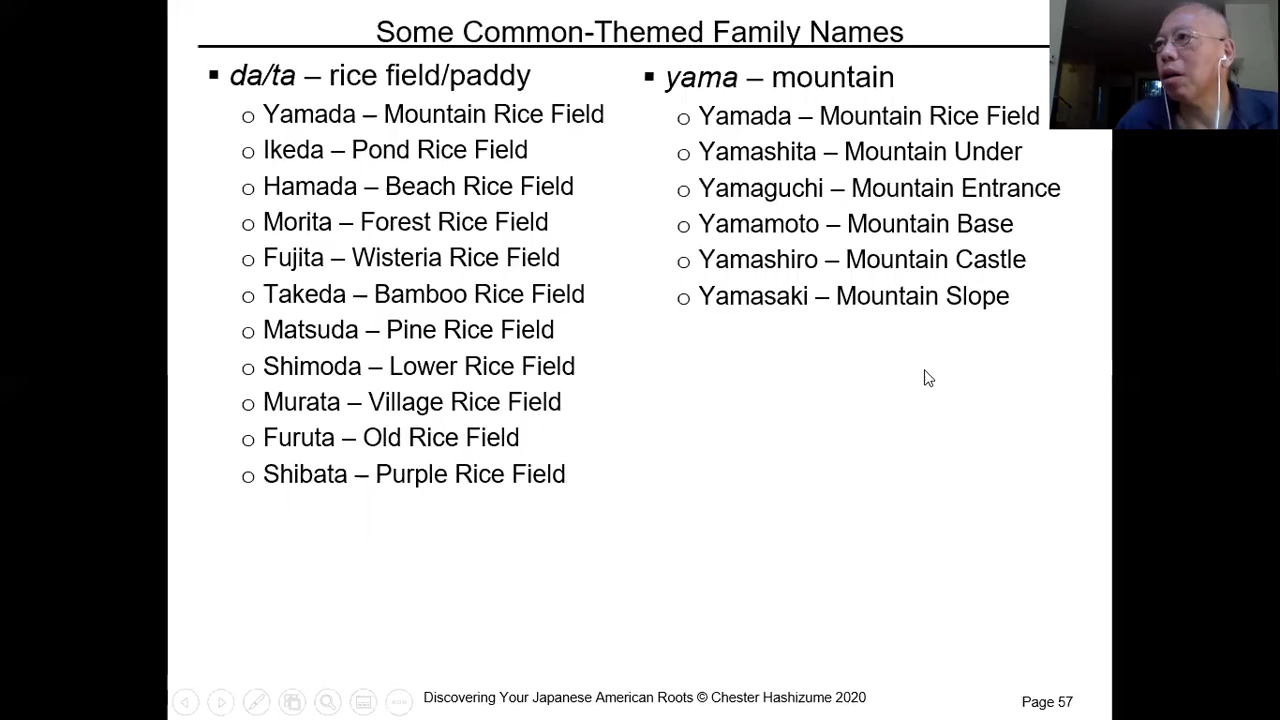 Some Common-Themed Family Names
▪ da/ta – rice field/paddy
o Yamada – Mountain Rice Field
o Ikeda – Pond Rice Field
o Hamada – Beach Rice Field
o Morita – Forest Rice Field
o Fujita – Wisteria Rice Field
o Takeda – Bamboo Rice Field
o Matsuda – Pine Rice Field
o Shimoda – Lower Rice Field
o Murata – Village Rice Field
o Furuta – Old Rice Field
o Shibata – Purple Rice Field
▪ yama – mountain
o Yamada – Mountain Rice Field
o Yamashita – Mountain Under
o Yamaguchi – Mountain Entrance
o Yamamoto – Mountain Base
o Yamashiro – Mountain Castle
o Yamasaki – Mountain Slope
Discovering Your Japanese American Roots © Chester Hashizume 2020
Page 57